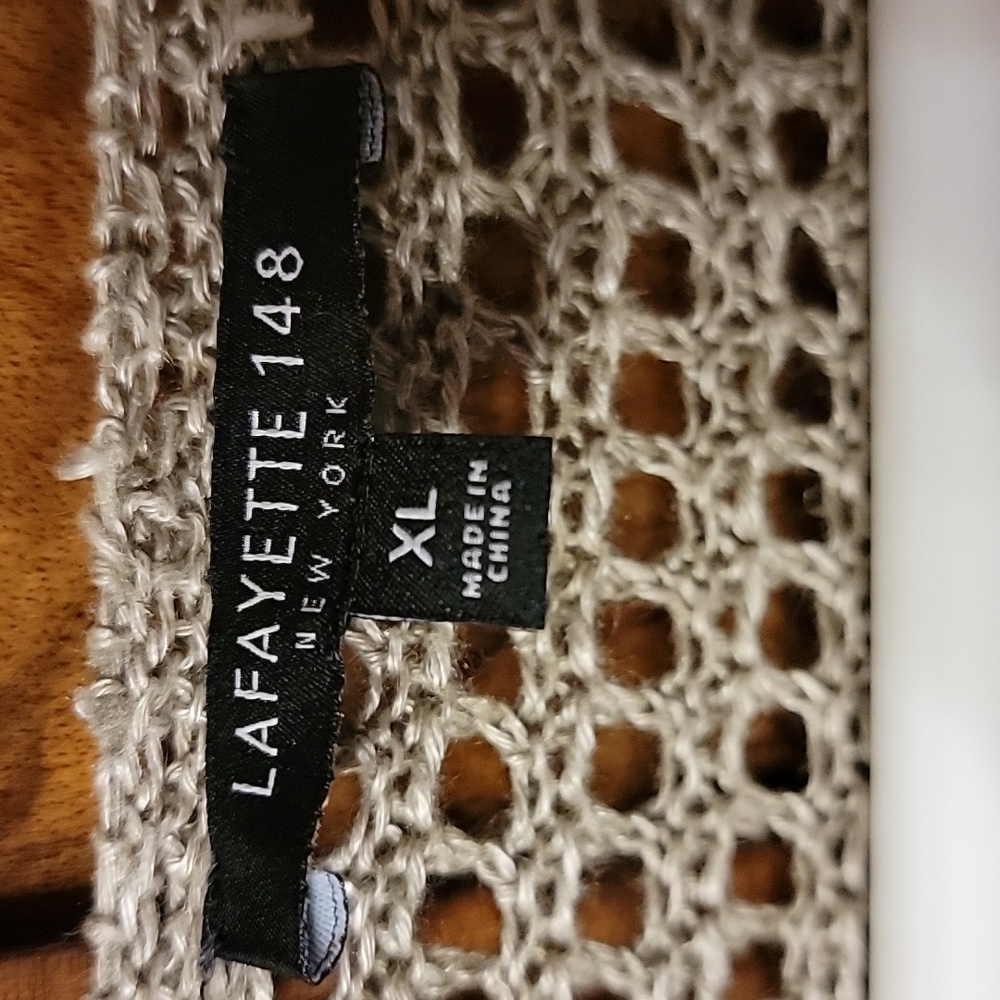 LAFAYETTE 148
NEW YORK
XL
MADE IN
CHINA